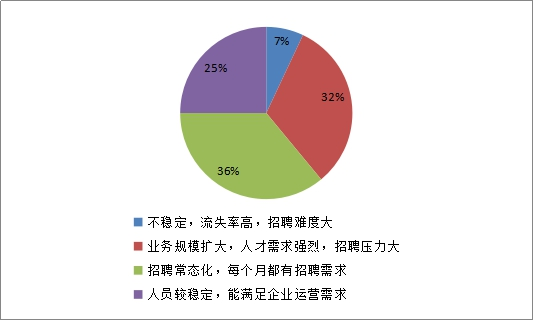 7%
25%
32%
36%
不稳定，流失率高，招聘难度大
业务规模扩大，人才需求强烈，招聘压力大
招聘常态化，每个月都有招聘需求
人员较稳定，能满足企业运营需求